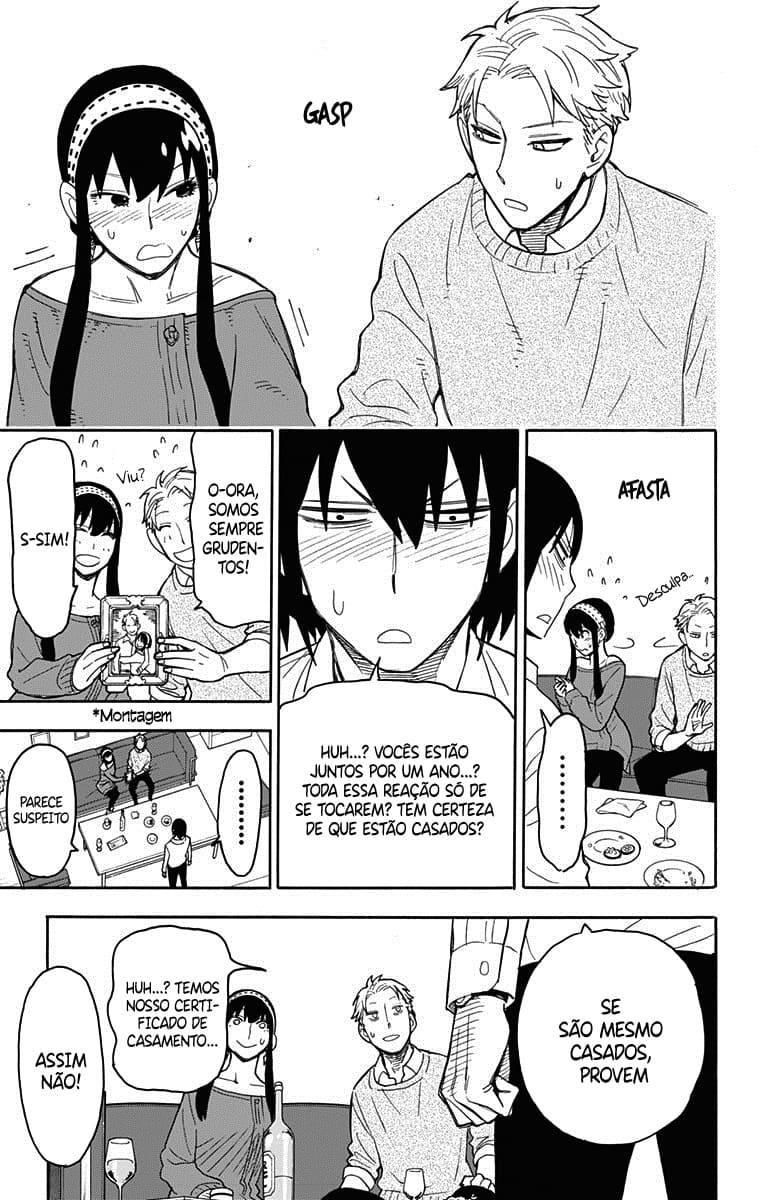 GASP
AFASTA
Desculpa..
........
HUH...? VOCÊS ESTÃO
JUNTOS POR UM ANO...?
TODA ESSA REAÇÃO SÓ DE
SE TOCAREM? TEM CERTEZA
DE QUE ESTÃO CASADOS?
O-ORA,
SOMOS
SEMPRE
GRUDEN-
TOS!
Viu?
S-SIM!
*Montagem
........
PARECE
SUSPEITO
SE
SÃO MESMO
CASADOS,
PROVEM
HUH...? TEMOS
NOSSO CERTI-
FICADO DE
CASAMENTO...
ASSIM
NÃO!